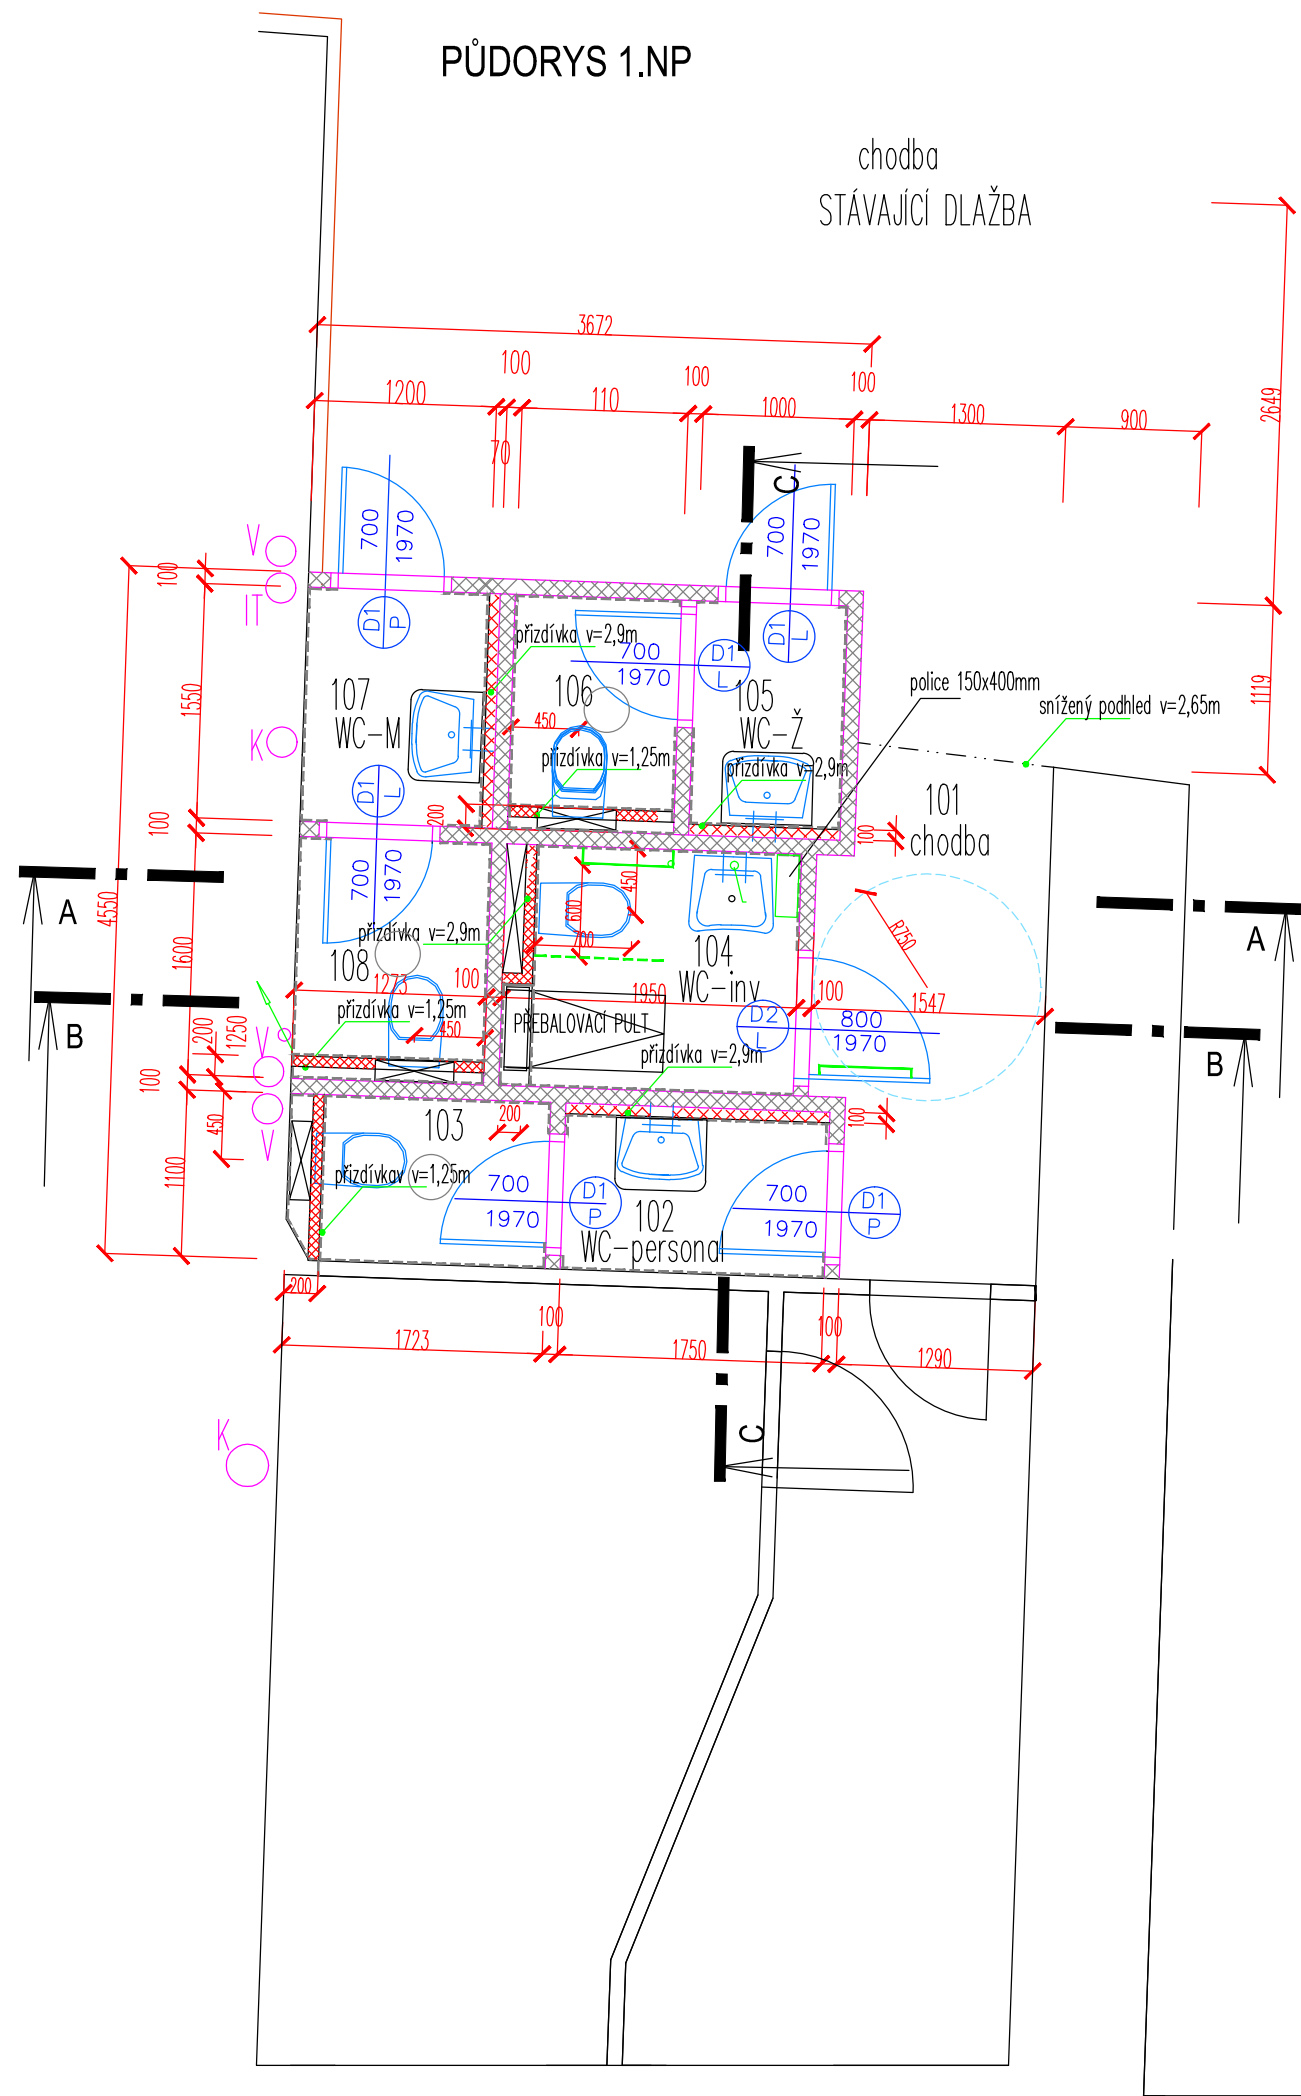 PŮDORYS 1.NP
chodba
STÁVAJÍCÍ DLAŽBA
3672
100
100
100
1200
110
1000
1300
900
70
2649
C
700
1970
700
1970
V
IT
100
D1
P
D1
L
přizdívka v=2,9m
700
1970
D1
L
107
WC-M
106
105
WC-Ž
police 150x400mm
snížený podhled v=2,65m
1119
1550
K
450
přizdívka v=1,25m
přizdívka v=2,9m
D1
L
200
101
chodba
100
100
A
4550
700
1970
450
600
700
R750
A
1600
přizdívka v=2,9m
108
104
WC-inv
1273
100
1950
100
1547
B
přizdívka v=1,25m
450
PŘEBALOVACÍ PULT
D2
L
800
1970
B
200
1250
V
přizdívka v=2,9m
100
450
V
103
200
100
1100
přizdívkav v=1,25m
700
1970
D1
P
700
1970
D1
P
102
WC-personal
200
100
100
1723
1750
1290
K
C